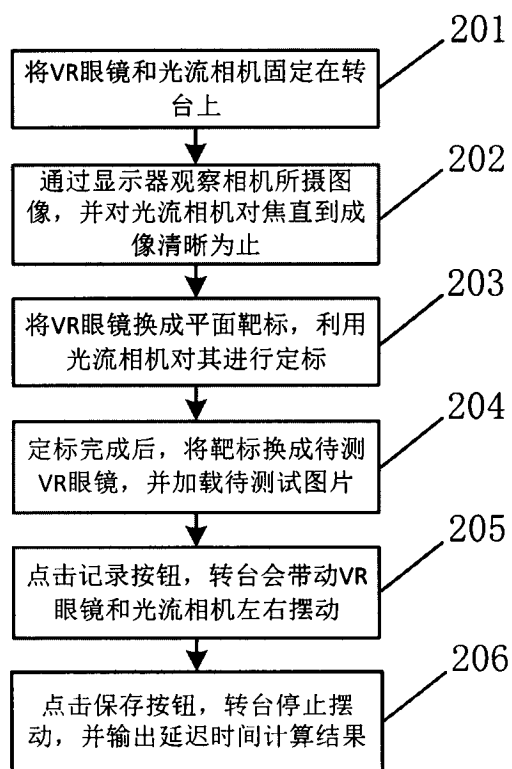 201
将VR眼镜和光流相机固定在转
台上
202
通过显示器观察相机所摄图
像，并对光流相机对焦直到成
像清晰为止
203
将VR眼镜换成平面靶标，利用
光流相机对其进行定标
204
定标完成后，将靶标换成待测
VR眼镜，并加载待测试图片
205
点击记录按钮，转台会带动VR
眼镜和光流相机左右摆动
206
点击保存按钮，转台停止摆
动，并输出延迟时间计算结果